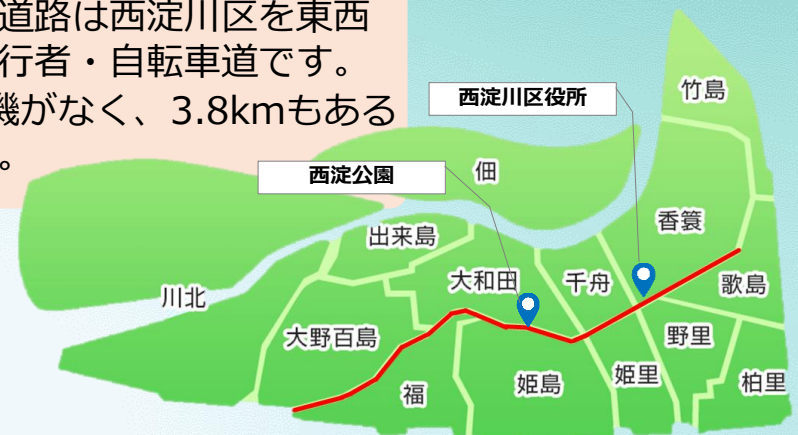 道路は西淀川区を東西
行者・自転車道です。
機がなく、3.8kmもある
。
西淀川区役所
竹島
西淀公園
佃
香簑
出来島
大和田
千舟
歌島
川北
大野百島
野里
福
姫島
姫里
柏里